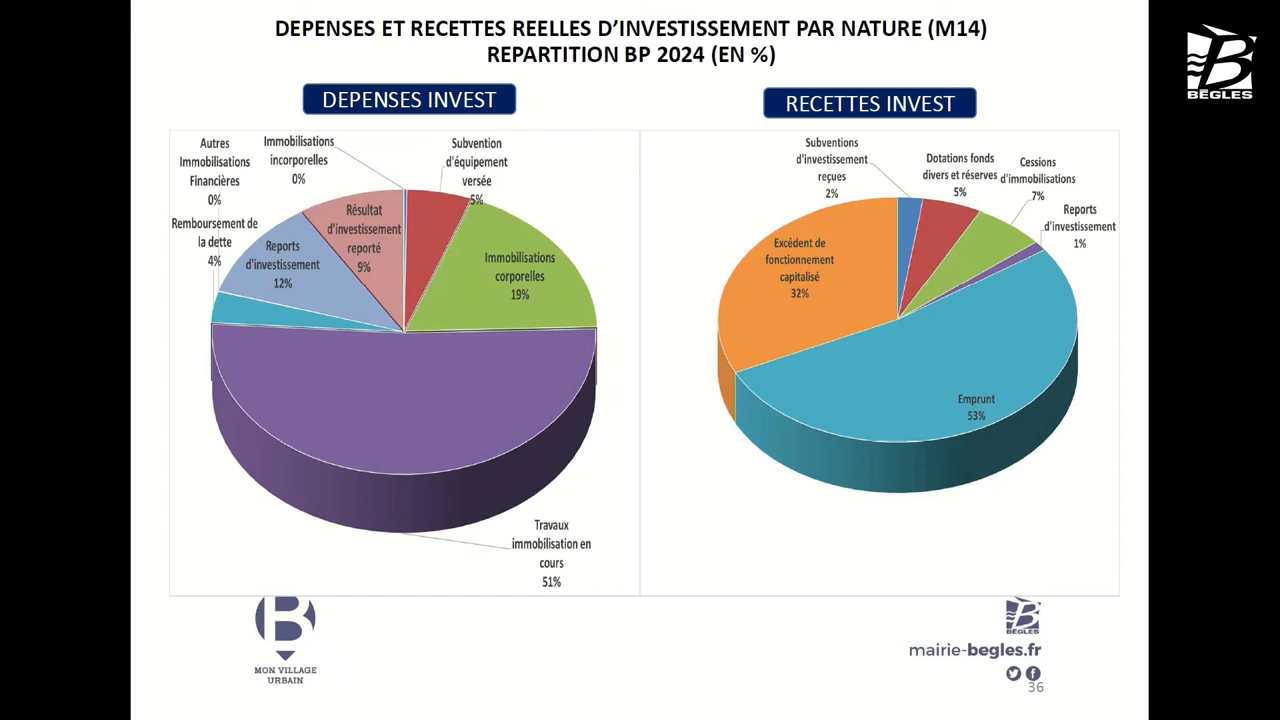 DEPENSES ET RECETTES REELLES D'INVESTISSEMENT PAR NATURE (M14)
REPARTITION BP 2024 (EN %)
B
BÈGLES
DEPENSES INVEST
RECETTES INVEST
Autres
Immobilisations
Financières
0%
Immobilisations
incorporelles
0%
Subvention
d'équipement
versée
5%
Remboursement de
la dette
4%
Reports
d'investissement
12%
Résultat
d'investissement
reporté
9%
Immobilisations
corporelles
19%
Travaux
immobilisation en
cours
51%
Subventions
d'investissement
reçues
2%
Dotations fonds
divers et réserves
5%
Cessions
d'immobilisations
7%
Reports
d'investissement
1%
Excédent de
fonctionnement
capitalisé
32%
Emprunt
53%
B
MON VILLAGE
URBAIN
B
BÈGLES
mairie-begles.fr
36